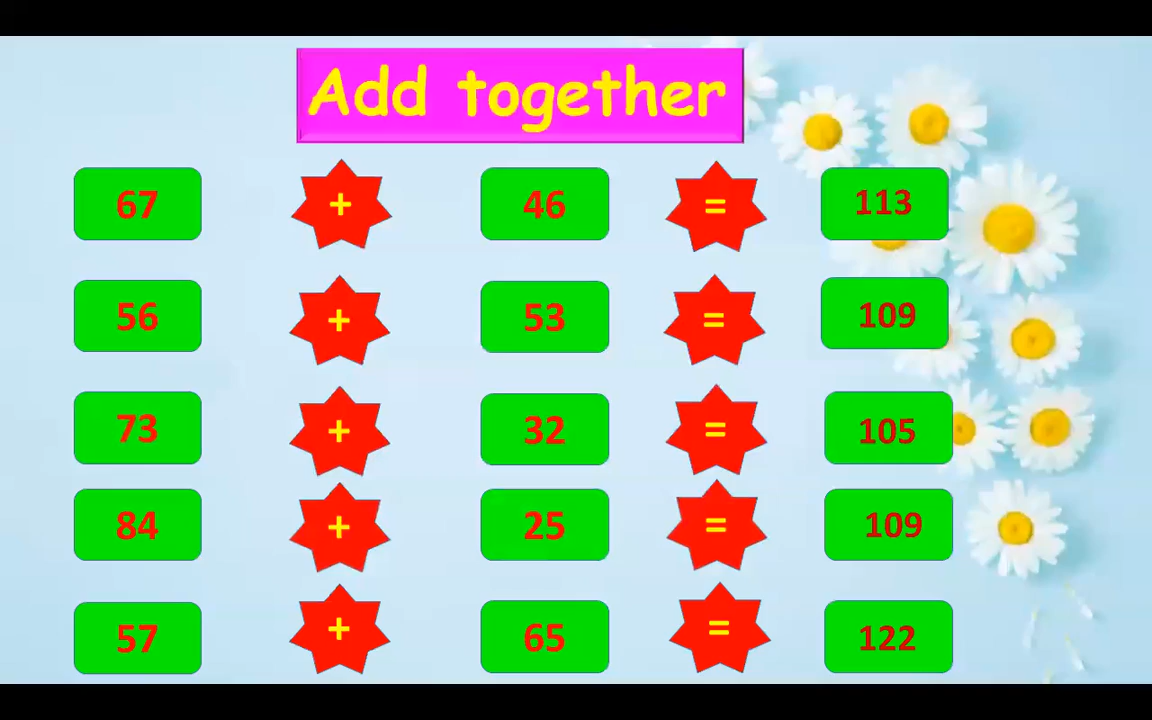 Add together
67 + 46 = 113
56 + 53 = 109
73 + 32 = 105
84 + 25 = 109
57 + 65 = 122